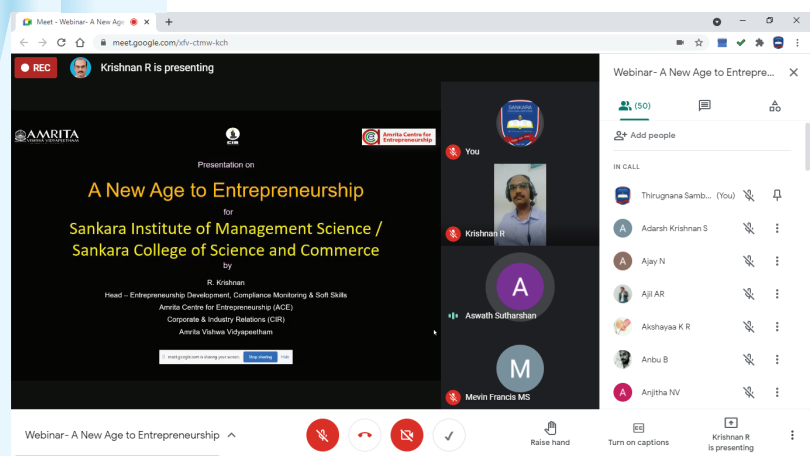 Meet - Webinar- A New Age
meet.google.com/xfv-ctmw-kch
REC
Krishnan R is presenting
AMRITA
VISHWA VIDYAPEETHAM
CIR
Amrita Centre for
Entrepreneurship
Presentation on
A New Age to Entrepreneurship
for
Sankara Institute of Management Science /
Sankara College of Science and Commerce
by
R. Krishnan
Head – Entrepreneurship Development, Compliance Monitoring & Soft Skills
Amrita Centre for Entrepreneurship (ACE)
Corporate & Industry Relations (CIR)
Amrita Vishwa Vidyapeetham
meet.google.com is sharing your screen.
Stop sharing
Hide
SANKARA
You
Krishnan R
A
Aswath Sutharshan
M
Mevin Francis MS
Webinar- A New Age to Entrepre...
(50)
Add people
IN CALL
Thirugnana Samb... (You)
A
Adarsh Krishnan S
A
Ajay N
Ajil AR
Akshayaa K R
Anbu B
A
Anjitha NV
Webinar- A New Age to Entrepreneurship
Raise hand
Turn on captions
Krishnan R
is presenting